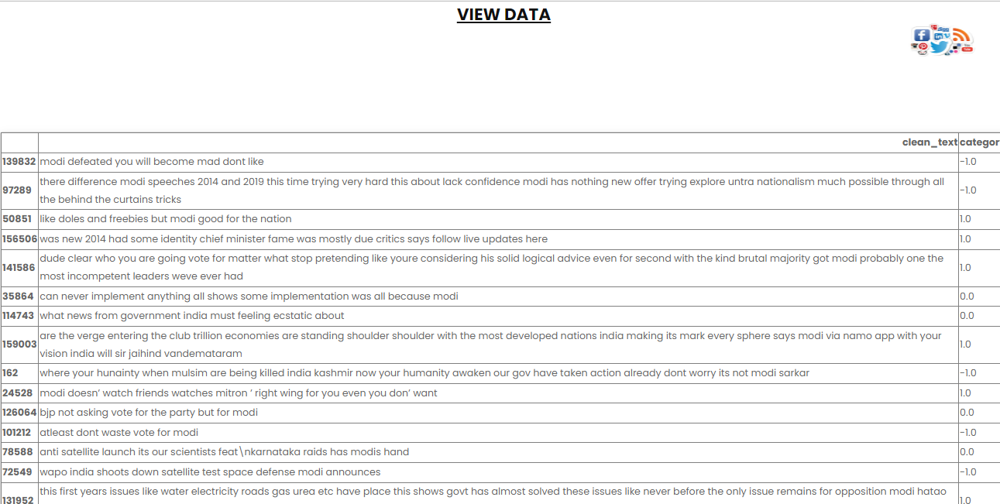 VIEW DATA
clean_text categor
139832 modi defeated you will become mad dont like -1.0
there difference modi speeches 2014 and 2019 this time trying very hard this about lack confidence modi has nothing new offer trying explore untra nationalism much possible through all
97289 -1.0
the behind the curtains tricks
50851 like doles and freebies but modi good for the nation 1.0
156506 was new 2014 had some identity chief minister fame was mostly due critics says follow live updates here 1.0
dude clear who you are going vote for matter what stop pretending like youre considering his solid logical advice even for second with the kind brutal majority got modi probably one the
141586 1.0
most incompetent leaders weve ever had
35864 can never implement anything all shows some implementation was all because modi 0.0
114743 what news from government india must feeling ecstatic about 0.0
are the verge entering the club trillion economies are standing shoulder shoulder with the most developed nations india making its mark every sphere says modi via namo app with your
159003 1.0
vision india will sir jaihind vandemataram
162 where your hunainty when mulsim are being killed india kashmir now your humanity awaken our gov have taken action already dont worry its not modi sarkar -1.0
24528 modi doesn’ watch friends watches mitron ‘ right wing for you even you don’ want 1.0
126064 bjp not asking vote for the party but for modi 0.0
101212 atleast dont waste vote for modi -1.0
78588 anti satellite launch its our scientists feat\nkarnataka raids has modis hand 0.0
72549 wapo india shoots down satellite test space defense modi announces -1.0
this first years issues like water electricity roads gas urea etc have place this shows govt has almost solved these issues like never before the only issue remains for opposition modi hatao
131952 1.0